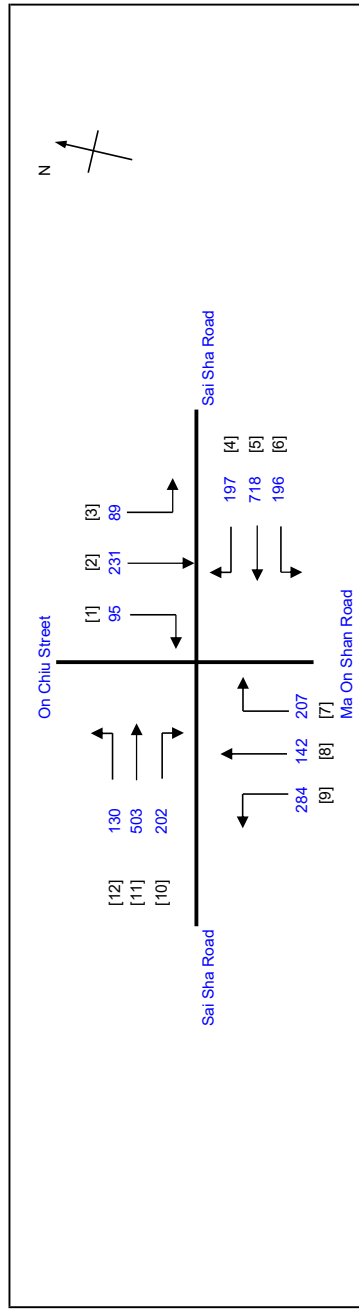 N
On Chiu Street
[1] [2] [3]
95 231 89
[12] 130
[11] 503
[10] 202
Sai Sha Road
Sai Sha Road
197 [4]
718 [5]
196 [6]
284 142 207
[9] [8] [7]
Ma On Shan Road